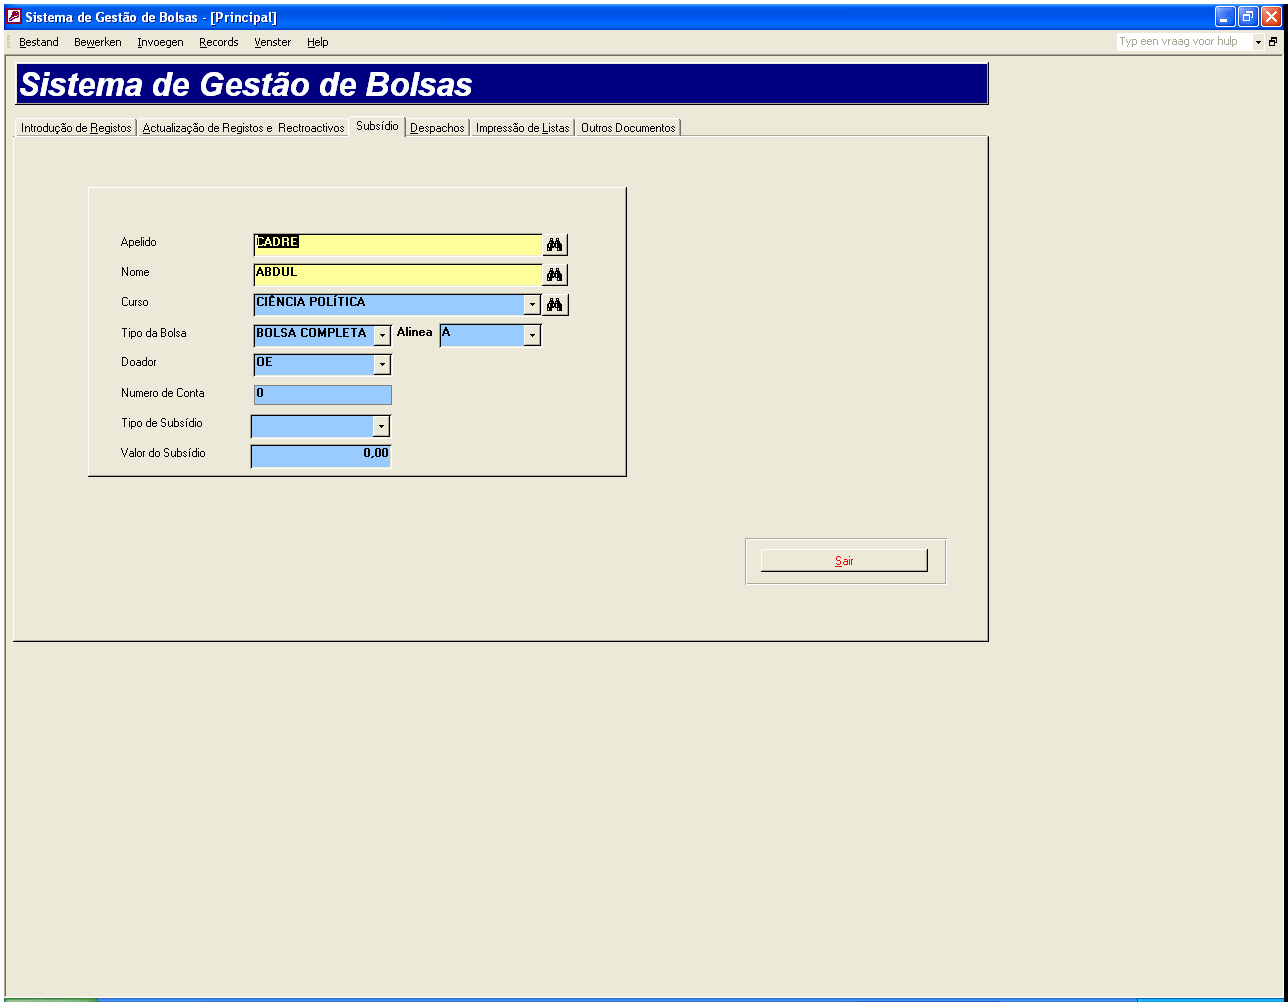 Sistema de Gestão de Bolsas - [Principal]
Bestand Bewerken Invoegen Records Venster Help Typ een vraag voor hulp
Sistema de Gestão de Bolsas
Introdução de Registos Actualização de Registos e Rectroactivos Subsídio Despachos Impressão de Listas Outros Documentos
Apelido CADRE
Nome ABDUL
Curso CIÊNCIA POLÍTICA
Tipo da Bolsa BOLSA COMPLETA Alinea A
Doador OE
Numero de Conta 0
Tipo de Subsídio
Valor do Subsídio 0,00
Sair